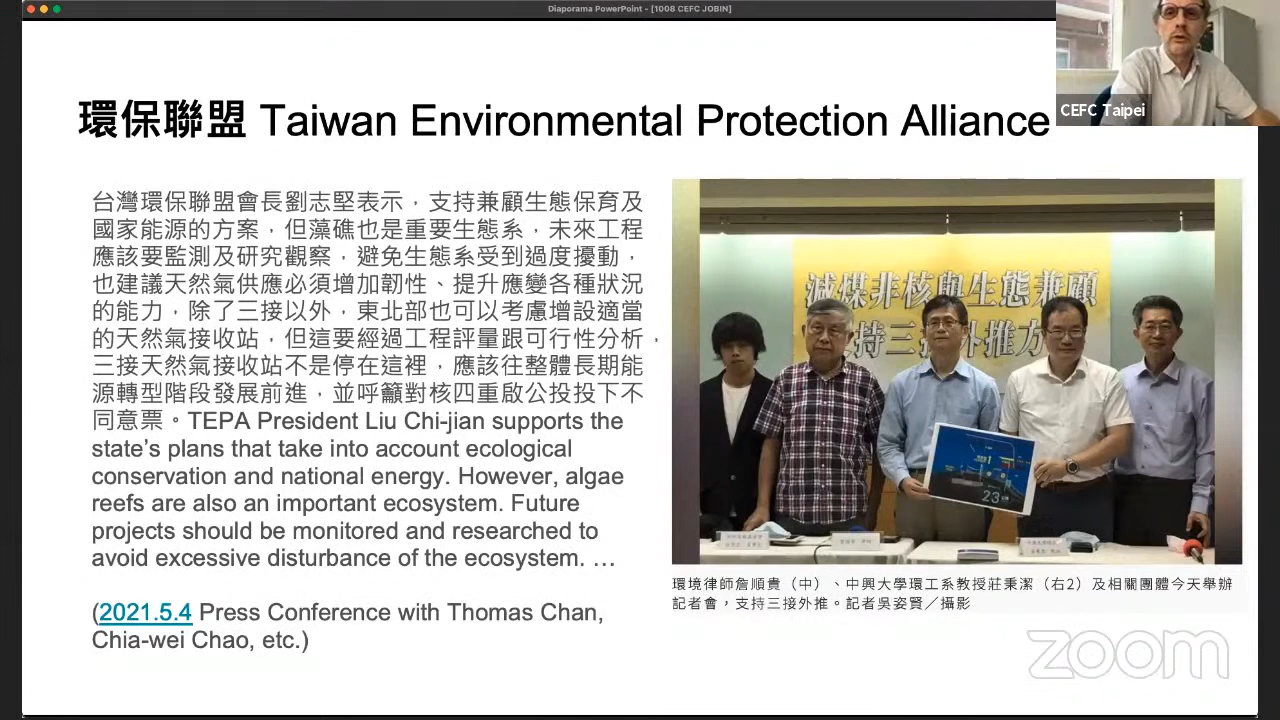 Diaporama PowerPoint - [1008 CEFC JOBIN]
CEFC Taipei
環保聯盟 Taiwan Environmental Protection Alliance
台灣環保聯盟會長劉志堅表示，支持兼顧生態保育及
國家能源的方案，但藻礁也是重要生態系，未來工程
應該要監測及研究觀察，避免生態系受到過度擾動，
也建議天然氣供應必須增加韌性、提升應變各種狀況
的能力，除了三接以外，東北部也可以考慮增設適當
的天然氣接收站，但這要經過工程評量跟可行性分析，
三接天然氣接收站不是停在這裡，應該往整體長期能
源轉型階段發展前進，並呼籲對核四重啟公投投下不
同意票。TEPA President Liu Chi-jian supports the
state’s plans that take into account ecological
conservation and national energy. However, algae
reefs are also an important ecosystem. Future
projects should be monitored and researched to
avoid excessive disturbance of the ecosystem. …
(2021.5.4 Press Conference with Thomas Chan,
Chia-wei Chao, etc.)
減煤非核與生態兼顧
持三接外推方
23
環境律師詹順貴（中）、中興大學環工系教授莊秉潔（右2）及相關團體今天舉辦
記者會，支持三接外推。記者吳姿賢／攝影
zoom